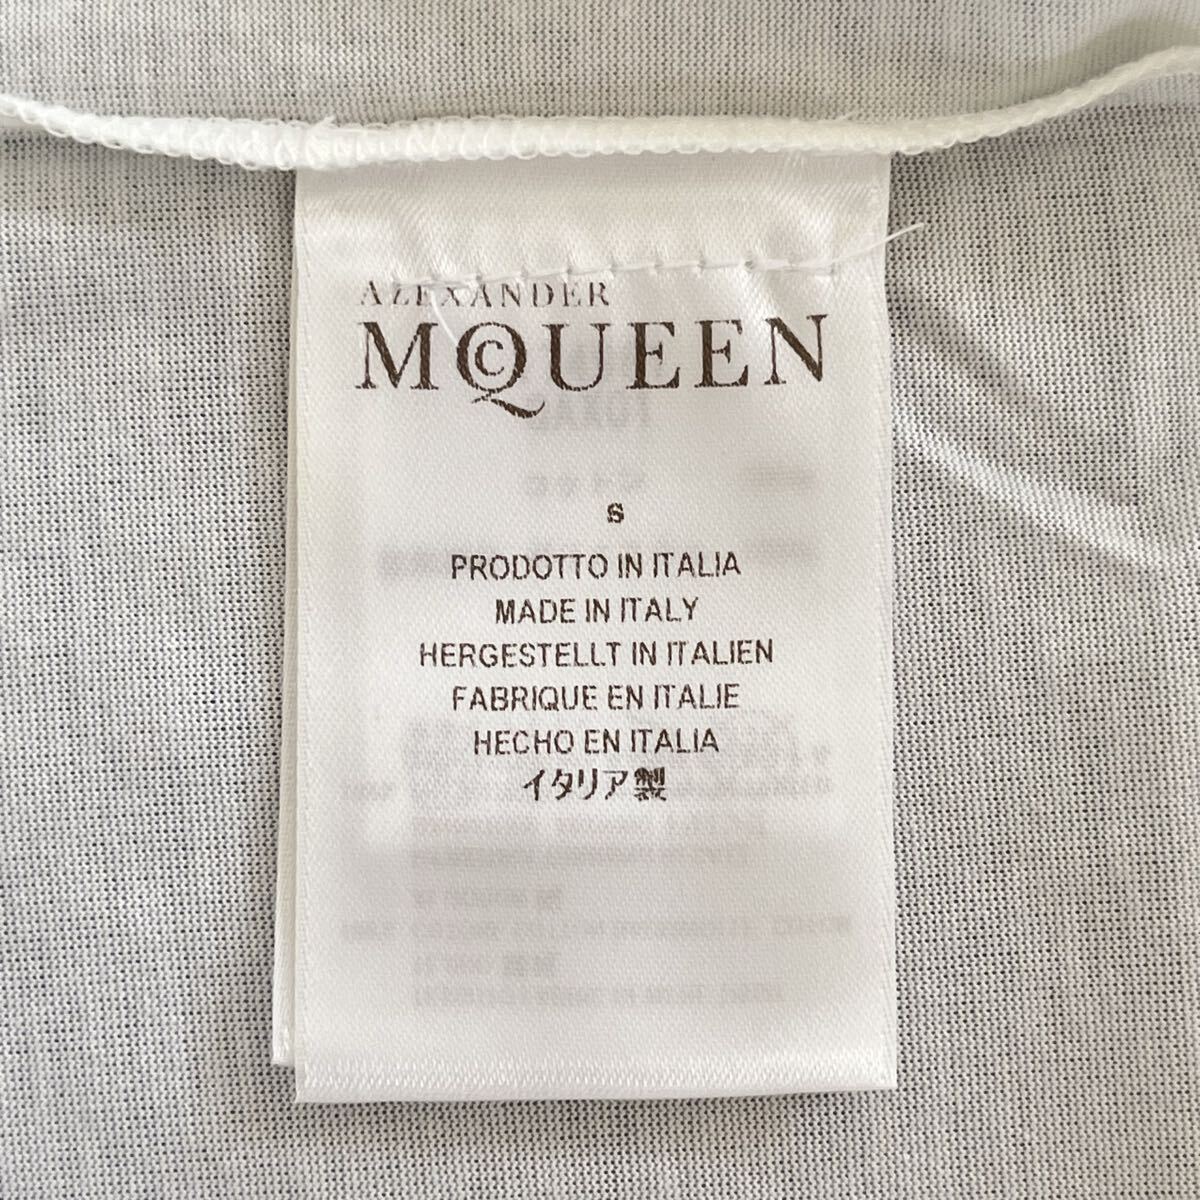 ALEXANDER
McQUEEN
S
PRODOTTO IN ITALIA
MADE IN ITALY
HERGESTELLT IN ITALIEN
FABRIQUE EN ITALIE
HECHO EN ITALIA
イタリア製